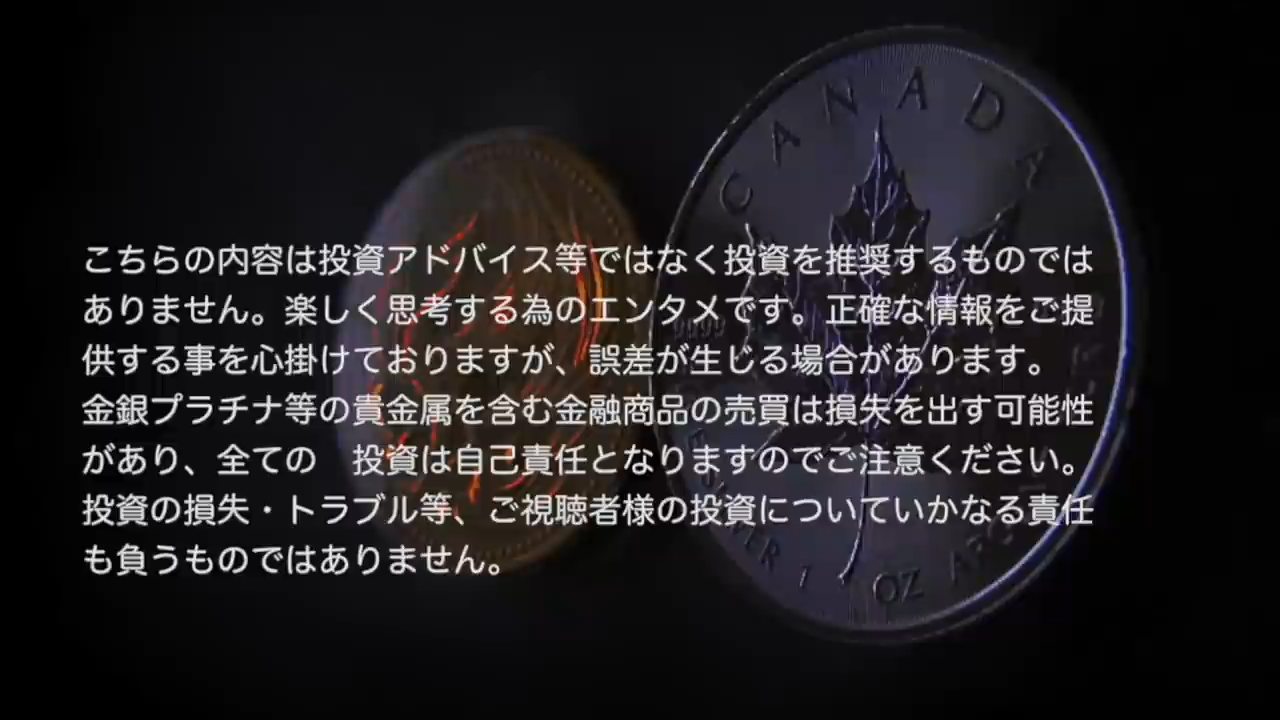 こちらの内容は投資アドバイス等ではなく投資を推奨するものでは
ありません。楽しく思考する為のエンタメです。正確な情報をご提
供する事を心掛けておりますが、誤差が生じる場合があります。
金銀プラチナ等の貴金属を含む金融商品の売買は損失を出す可能性
があり、全ての　投資は自己責任となりますのでご注意ください。
投資の損失・トラブル等、ご視聴者様の投資についていかなる責任
も負うものではありません。
CANADA
1 OZ